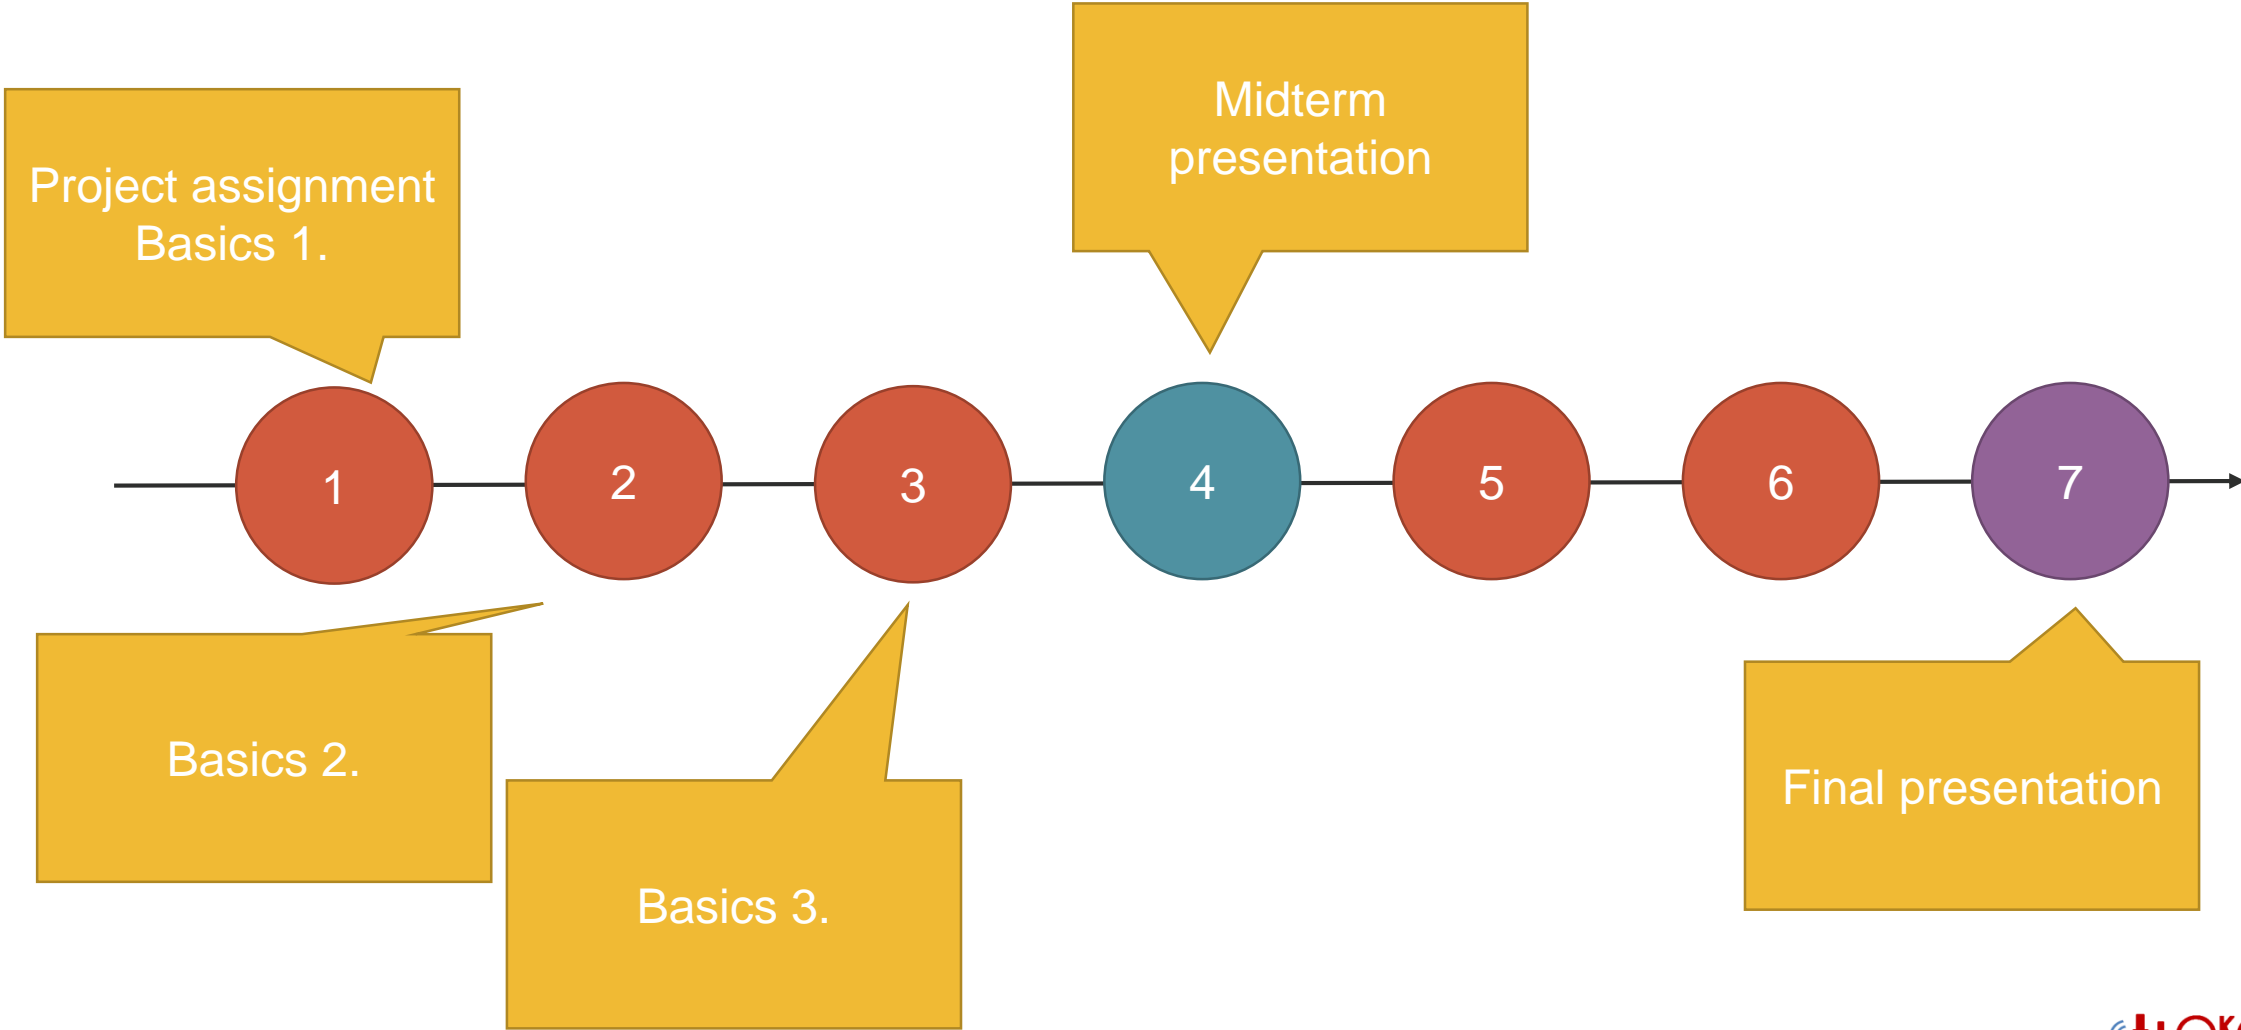 Midterm
presentation
Project assignment
Basics 1.
1
2
3
4
5
6
7
Basics 2.
Basics 3.
Final presentation